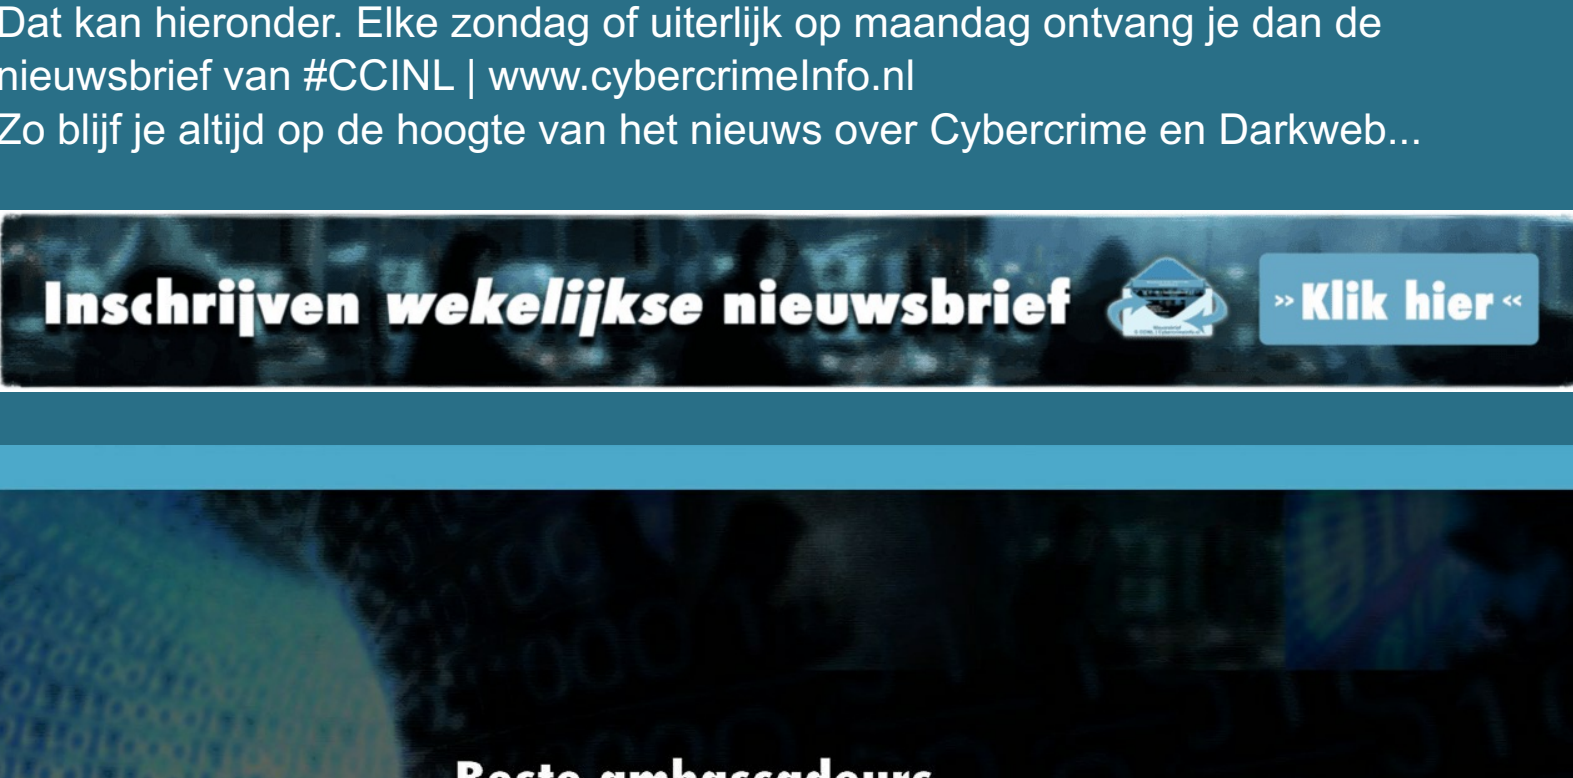 Dat kan hieronder. Elke zondag of uiterlijk op maandag ontvang je dan de
nieuwsbrief van #CCINL | www.cybercrimeInfo.nl
Zo blijf je altijd op de hoogte van het nieuws over Cybercrime en Darkweb...
Inschrijven wekelijkse nieuwsbrief
» Klik hier «
Beste ambassadeurs